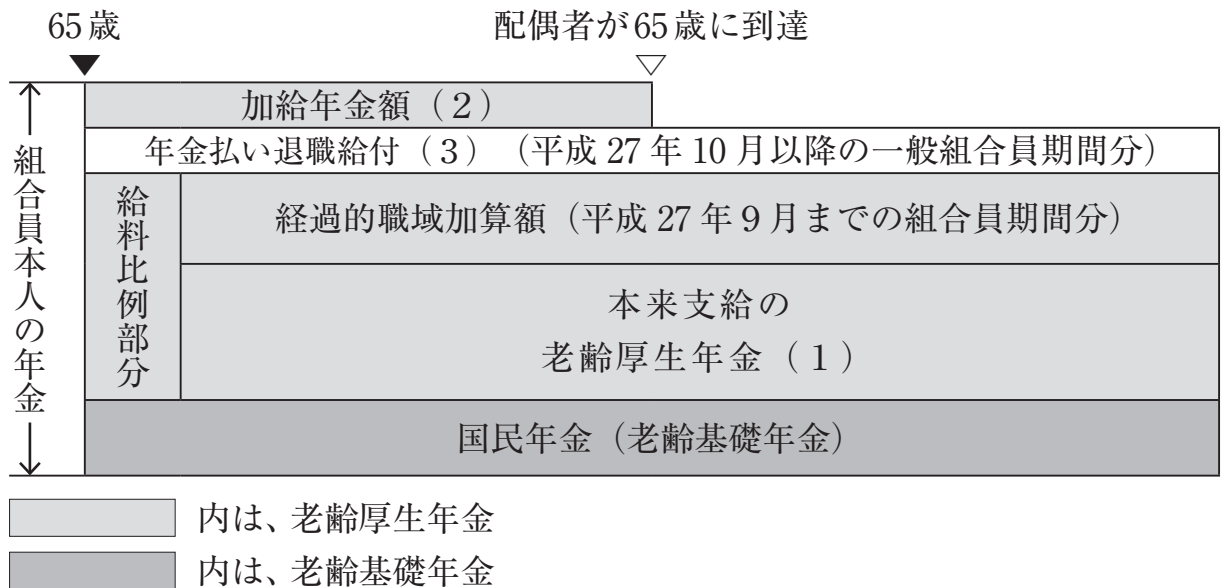 65歳
配偶者が65歳に到達
加給年金額（２）
年金払い退職給付（３）（平成 27 年 10 月以降の一般組合員期間分）
組合員本人の年金
給料比例部分
経過的職域加算額（平成 27 年 9 月までの組合員期間分）
本来支給の
老齢厚生年金（１）
国民年金（老齢基礎年金）
内は、老齢厚生年金
内は、老齢基礎年金